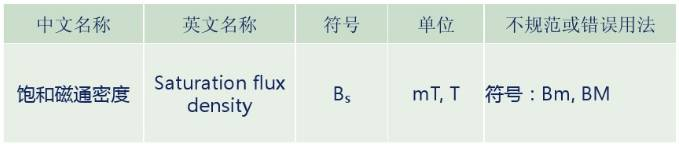 中文名称 英文名称 符号 单位 不规范或错误用法
饱和磁通密度 Saturation flux density Bs mT, T 符号：Bm, BM